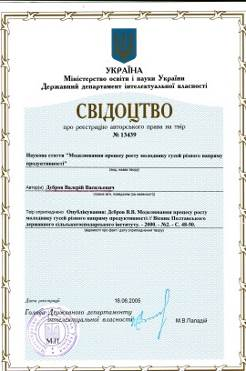 УКРАЇНА
Міністерство освіти і науки України
Державний департамент інтелектуальної власності
СВІДОЦТВО
про реєстрацію авторського права на твір
№ 13439
Наукова стаття "Моделювання процесу росту молодняку гусей різного напряму
продуктивності"
(вид, назва твору)
Автор(и) Дебров Валерій Васильович
Твір оприлюднено: Опублікування: Дебров В.В. Моделювання процесу росту
молодняку гусей різного напряму продуктивності // Вісник Полтавського
державного сільськогосподарського інституту. - 2000. - №2. - С. 48-50.
Дата реєстрації 16.06.2005
Голова Державного департаменту
інтелектуальної власності
М.В.Паладій
М.П.